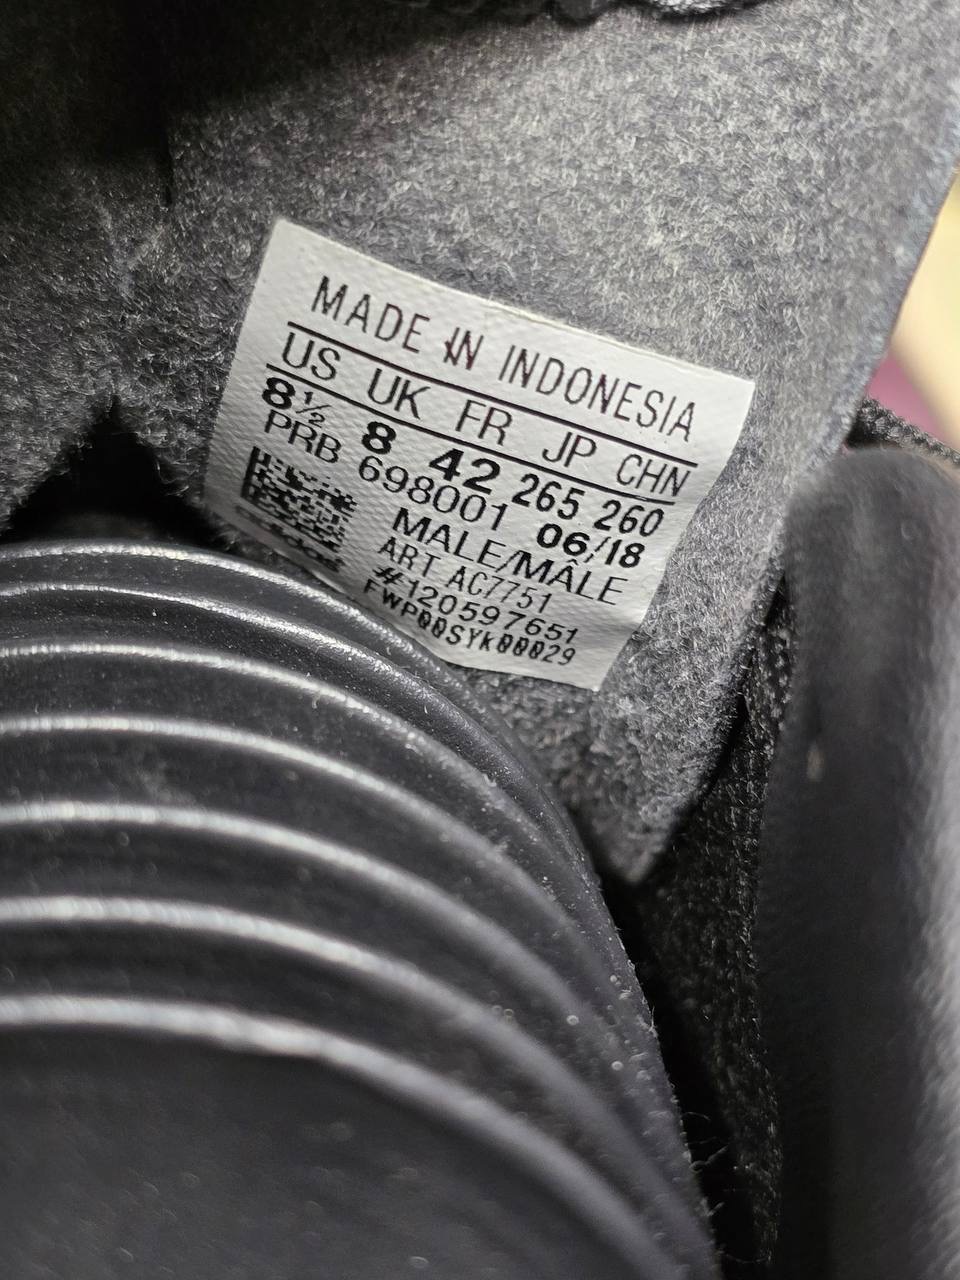 MADE IN INDONESIA
US UK FR JP CHN
8½ 8 42 265 260
PRB 698001 06/18
MALE/MÂLE
ART AC7751
#120597651
FWP00SYK00029